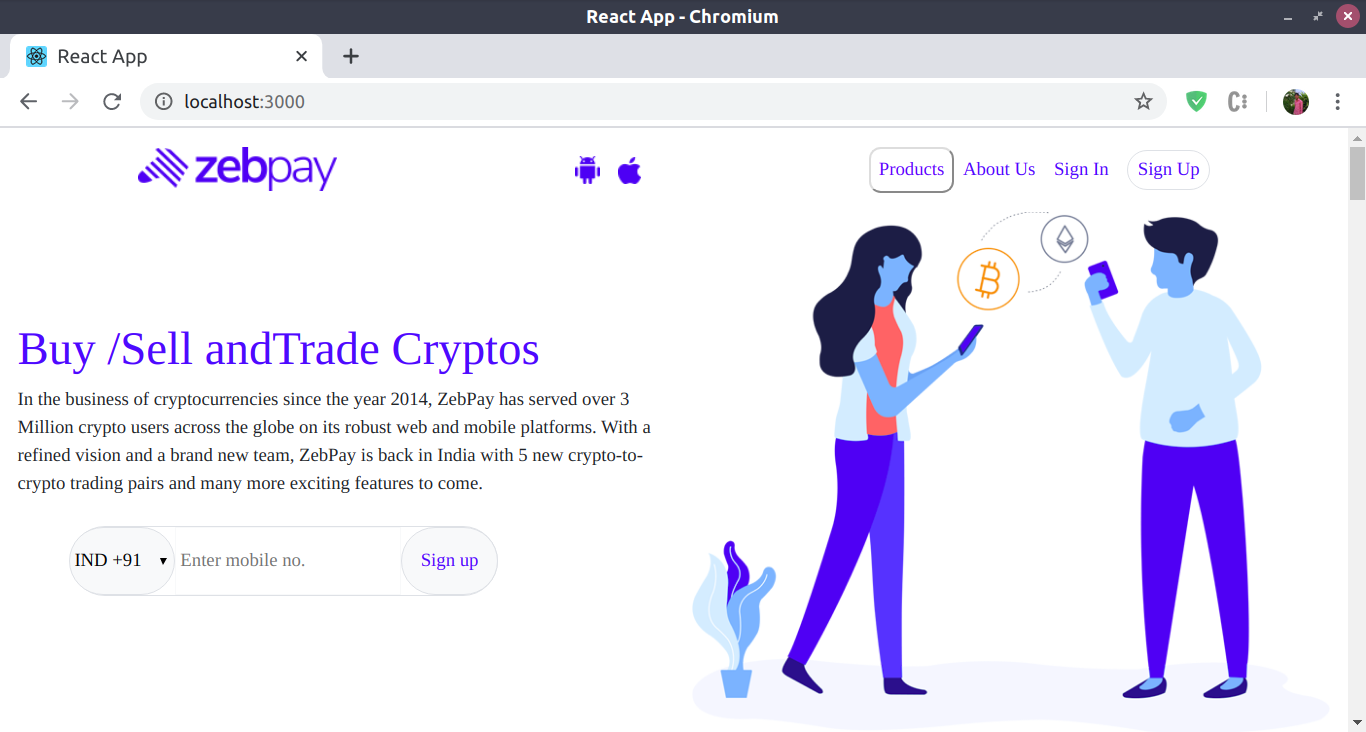 React App - Chromium
React App
localhost:3000
zebpay
Products About Us Sign In Sign Up
Buy /Sell andTrade Cryptos
In the business of cryptocurrencies since the year 2014, ZebPay has served over 3
Million crypto users across the globe on its robust web and mobile platforms. With a
refined vision and a brand new team, ZebPay is back in India with 5 new crypto-to-
crypto trading pairs and many more exciting features to come.
IND +91 Enter mobile no. Sign up